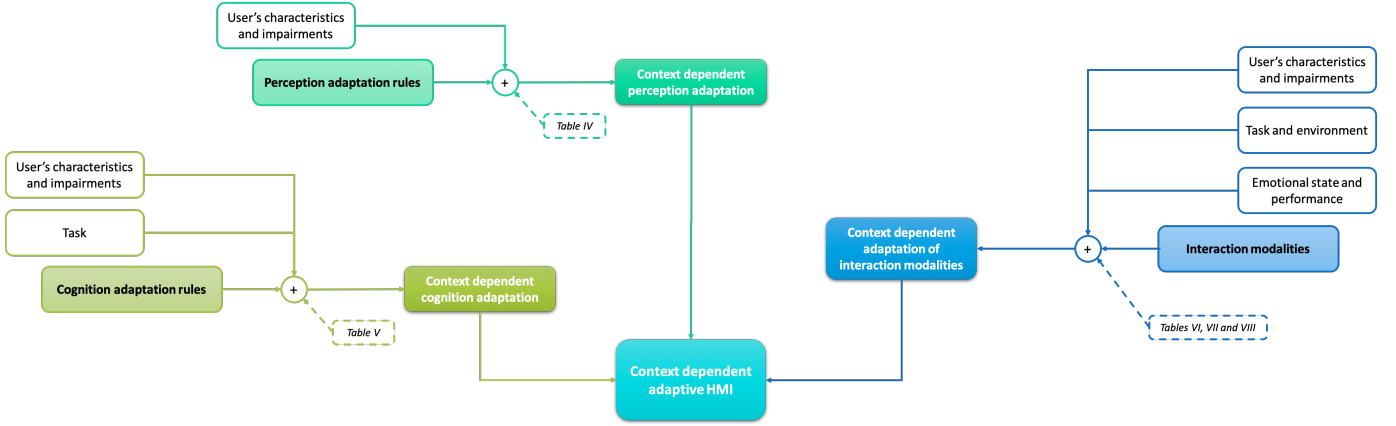 User's characteristics
and impairments
Perception adaptation rules
+
Table IV
Context dependent
perception adaptation
User's characteristics
and impairments
Task
Cognition adaptation rules
+
Table V
Context dependent
cognition adaptation
User's characteristics
and impairments
Task and environment
Emotional state and
performance
Interaction modalities
+
Tables VI, VII and VIII
Context dependent
adaptation of
interaction modalities
Context dependent
adaptive HMI